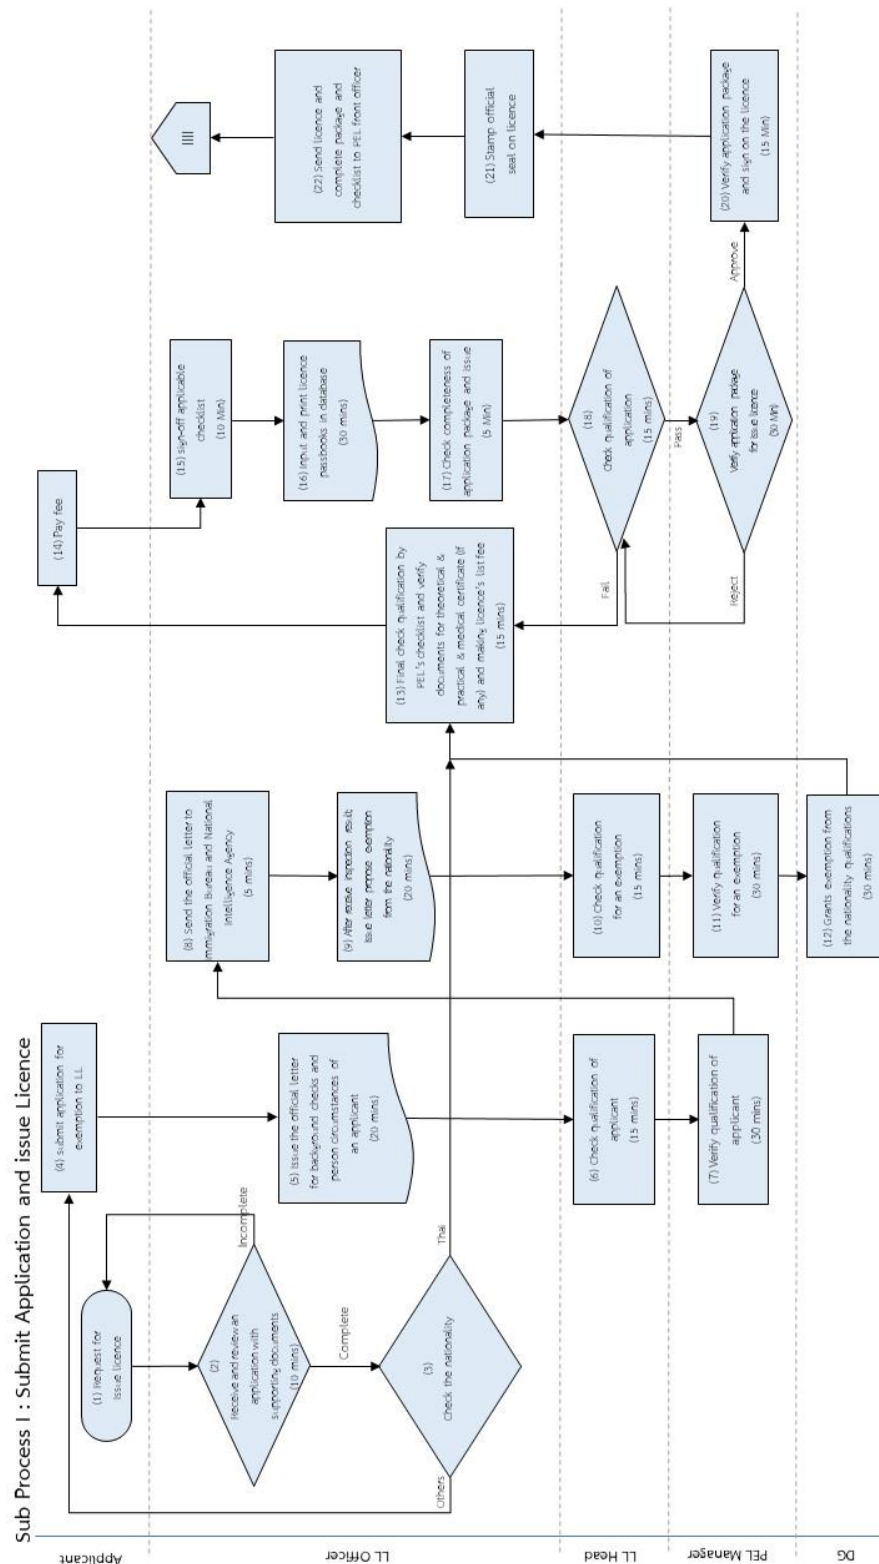 Sub Process I : Submit Application and issue Licence
Applicant
LL Officer
LL Head
PEL Manager
DG
(1) Request for
Issue licence
(2)
Receive and review an
application with
supporting documents
(10 mins)
Incomplete
Complete
(3)
Check the nationality
Others
Thai
(4) Submit application for
exemption to LL
(5) Issue the official letter
for background checks and
person circumstances of
an applicant
(20 mins)
(6) Check qualification of
applicant
(15 mins)
(7) Verify qualification of
applicant
(30 mins)
(8) Send the official letter to
Immigration Bureau and National
Intelligence Agency
(5 mins)
(9) After receive inspection result;
Issue letter propose exemption
from the nationality
(20 mins)
(10) Check qualification
for an exemption
(15 mins)
(11) Verify qualification
for an exemption
(30 mins)
(12) Grants exemption from
the nationality qualifications
(30 mins)
(13) Final check qualification by
PEL's checklist and verify
documents for theoretical &
practical & medical certificate (if
any) and making licence's list fee
(15 mins)
(14) Pay fee
(15) sign-off applicable
checklist
(10 Min)
(16) Input and print licence
passbooks in database
(30 mins)
(17) Check completeness of
application package and issue
(5 Min)
(18)
Check qualification of
application
(15 mins)
Fail
Pass
(19)
Verify application package
for issue licence
(30 Min)
Reject
Approve
(20) Verify application package
and sign on the licence
(15 Min)
(21) Stamp official
seal on licence
(22) Send licence and
complete package and
checklist to PEL front officer
IIII